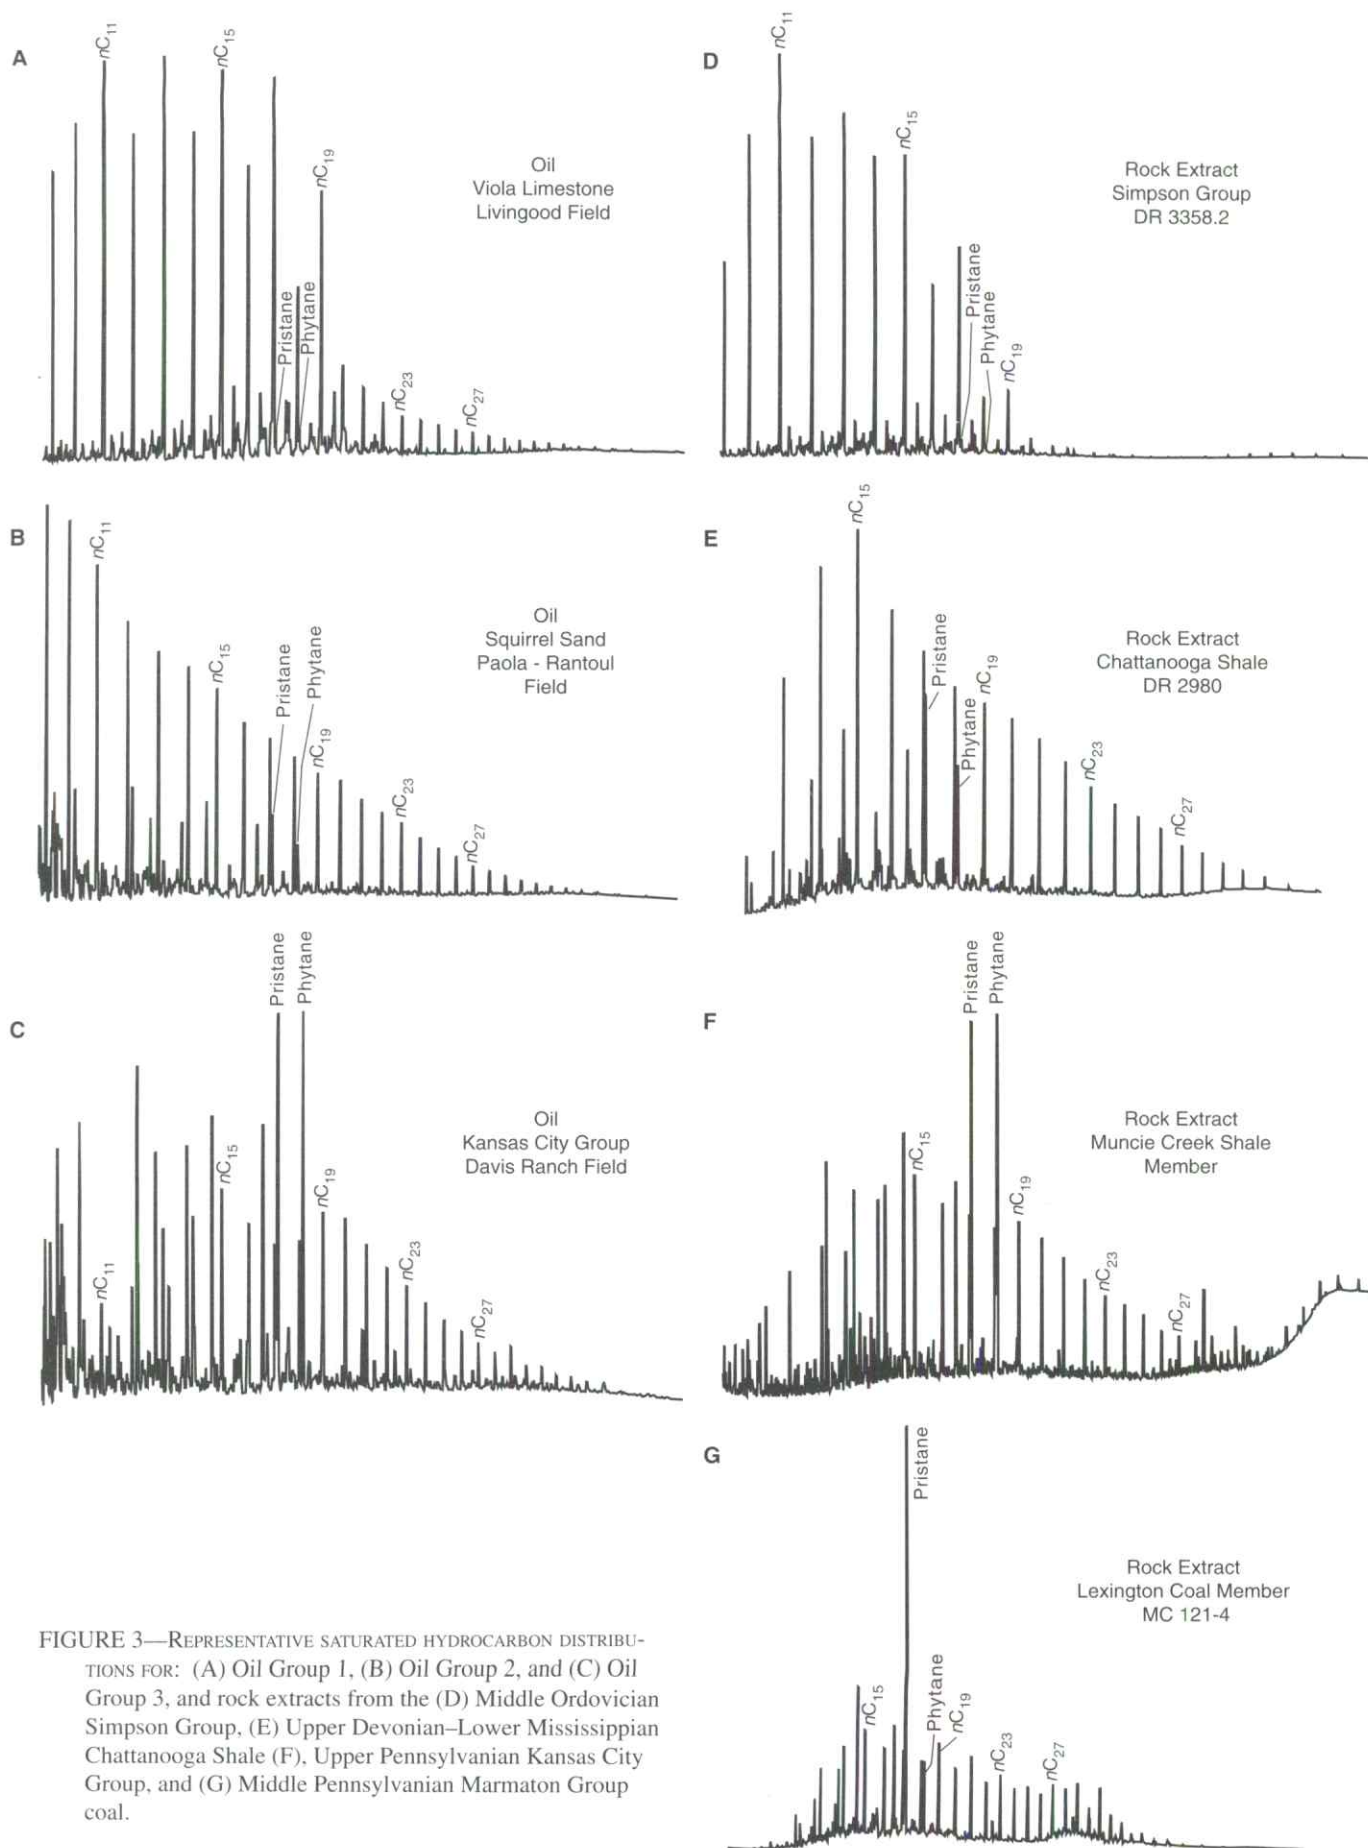 A
nC11
nC15
nC19
Pristane
Phytane
nC23
nC27
Oil
Viola Limestone
Livingood Field
D
nC11
nC15
Pristane
Phytane
nC19
Rock Extract
Simpson Group
DR 3358.2
B
nC11
nC15
Pristane
Phytane
nC19
nC23
nC27
Oil
Squirrel Sand
Paola - Rantoul
Field
E
nC15
Pristane
Phytane
nC19
nC23
nC27
Rock Extract
Chattanooga Shale
DR 2980
C
nC11
nC15
Pristane
Phytane
nC19
nC23
nC27
Oil
Kansas City Group
Davis Ranch Field
F
nC15
Pristane
Phytane
nC19
nC23
nC27
Rock Extract
Muncie Creek Shale
Member
G
nC15
Pristane
Phytane
nC19
nC23
nC27
Rock Extract
Lexington Coal Member
MC 121-4
FIGURE 3—REPRESENTATIVE SATURATED HYDROCARBON DISTRIBU-
TIONS FOR: (A) Oil Group 1, (B) Oil Group 2, and (C) Oil
Group 3, and rock extracts from the (D) Middle Ordovician
Simpson Group, (E) Upper Devonian–Lower Mississippian
Chattanooga Shale (F), Upper Pennsylvanian Kansas City
Group, and (G) Middle Pennsylvanian Marmaton Group
coal.